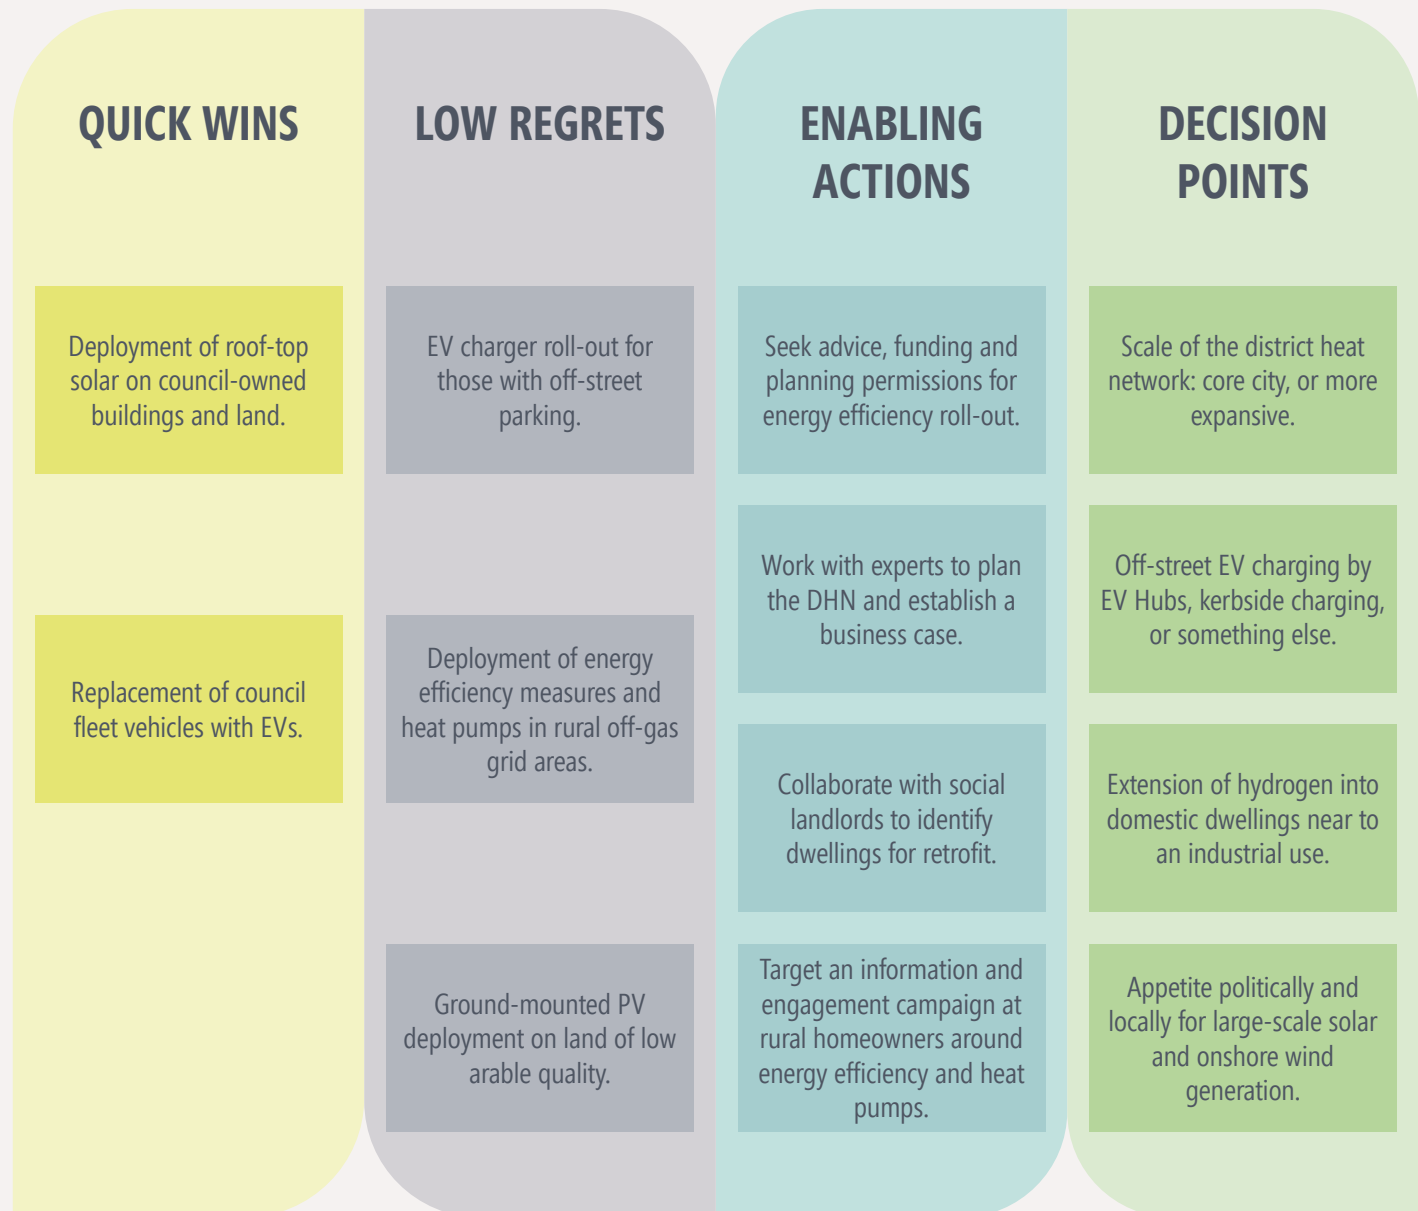 QUICK WINS
Deployment of roof-top
solar on council-owned
buildings and land.
Replacement of council
fleet vehicles with EVs.
LOW REGRETS
EV charger roll-out for
those with off-street
parking.
Deployment of energy
efficiency measures and
heat pumps in rural off-gas
grid areas.
Ground-mounted PV
deployment on land of low
arable quality.
ENABLING
ACTIONS
Seek advice, funding and
planning permissions for
energy efficiency roll-out.
Work with experts to plan
the DHN and establish a
business case.
Collaborate with social
landlords to identify
dwellings for retrofit.
Target an information and
engagement campaign at
rural homeowners around
energy efficiency and heat
pumps.
DECISION
POINTS
Scale of the district heat
network: core city, or more
expansive.
Off-street EV charging by
EV Hubs, kerbside charging,
or something else.
Extension of hydrogen into
domestic dwellings near to
an industrial use.
Appetite politically and
locally for large-scale solar
and onshore wind
generation.